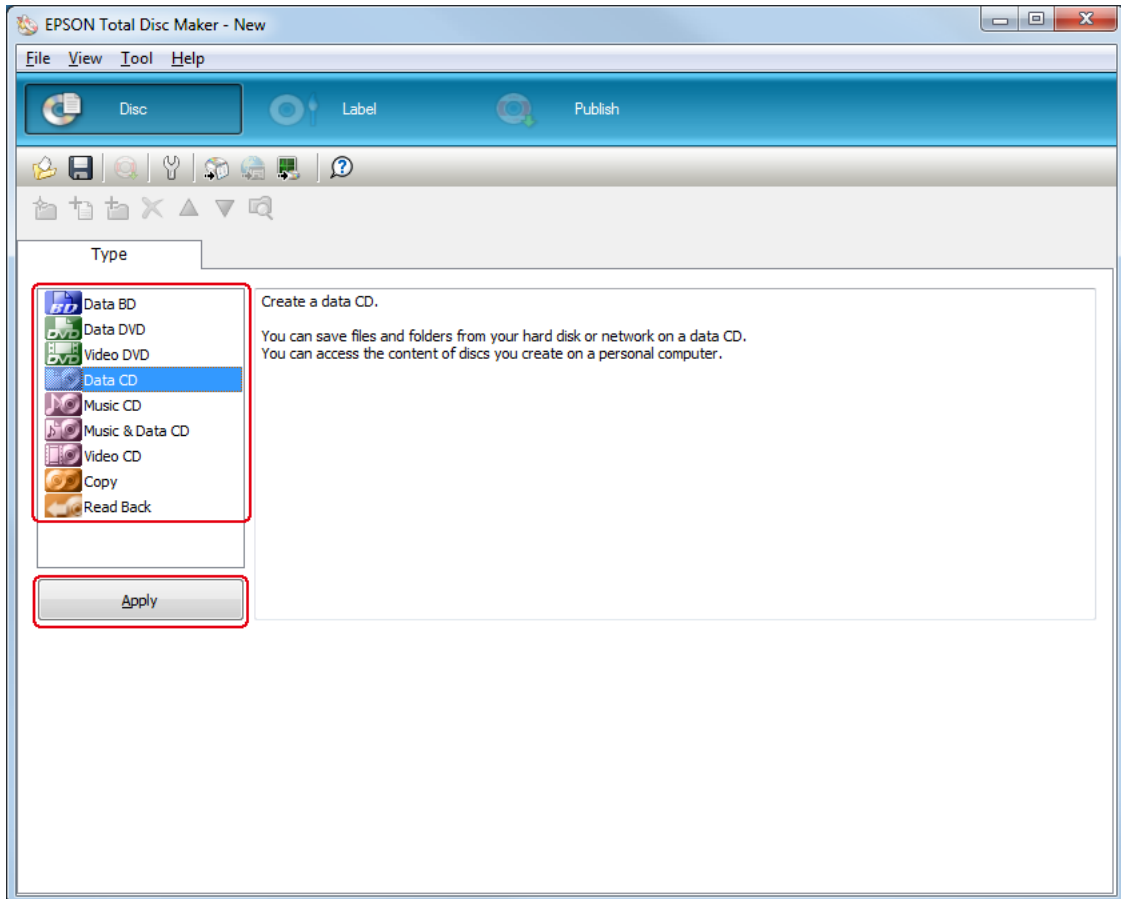 EPSON Total Disc Maker - New
File View Tool Help
Disc Label Publish
Type
Data BD
Data DVD
Video DVD
Data CD
Music CD
Music & Data CD
Video CD
Copy
Read Back
Apply
Create a data CD.
You can save files and folders from your hard disk or network on a data CD.
You can access the content of discs you create on a personal computer.